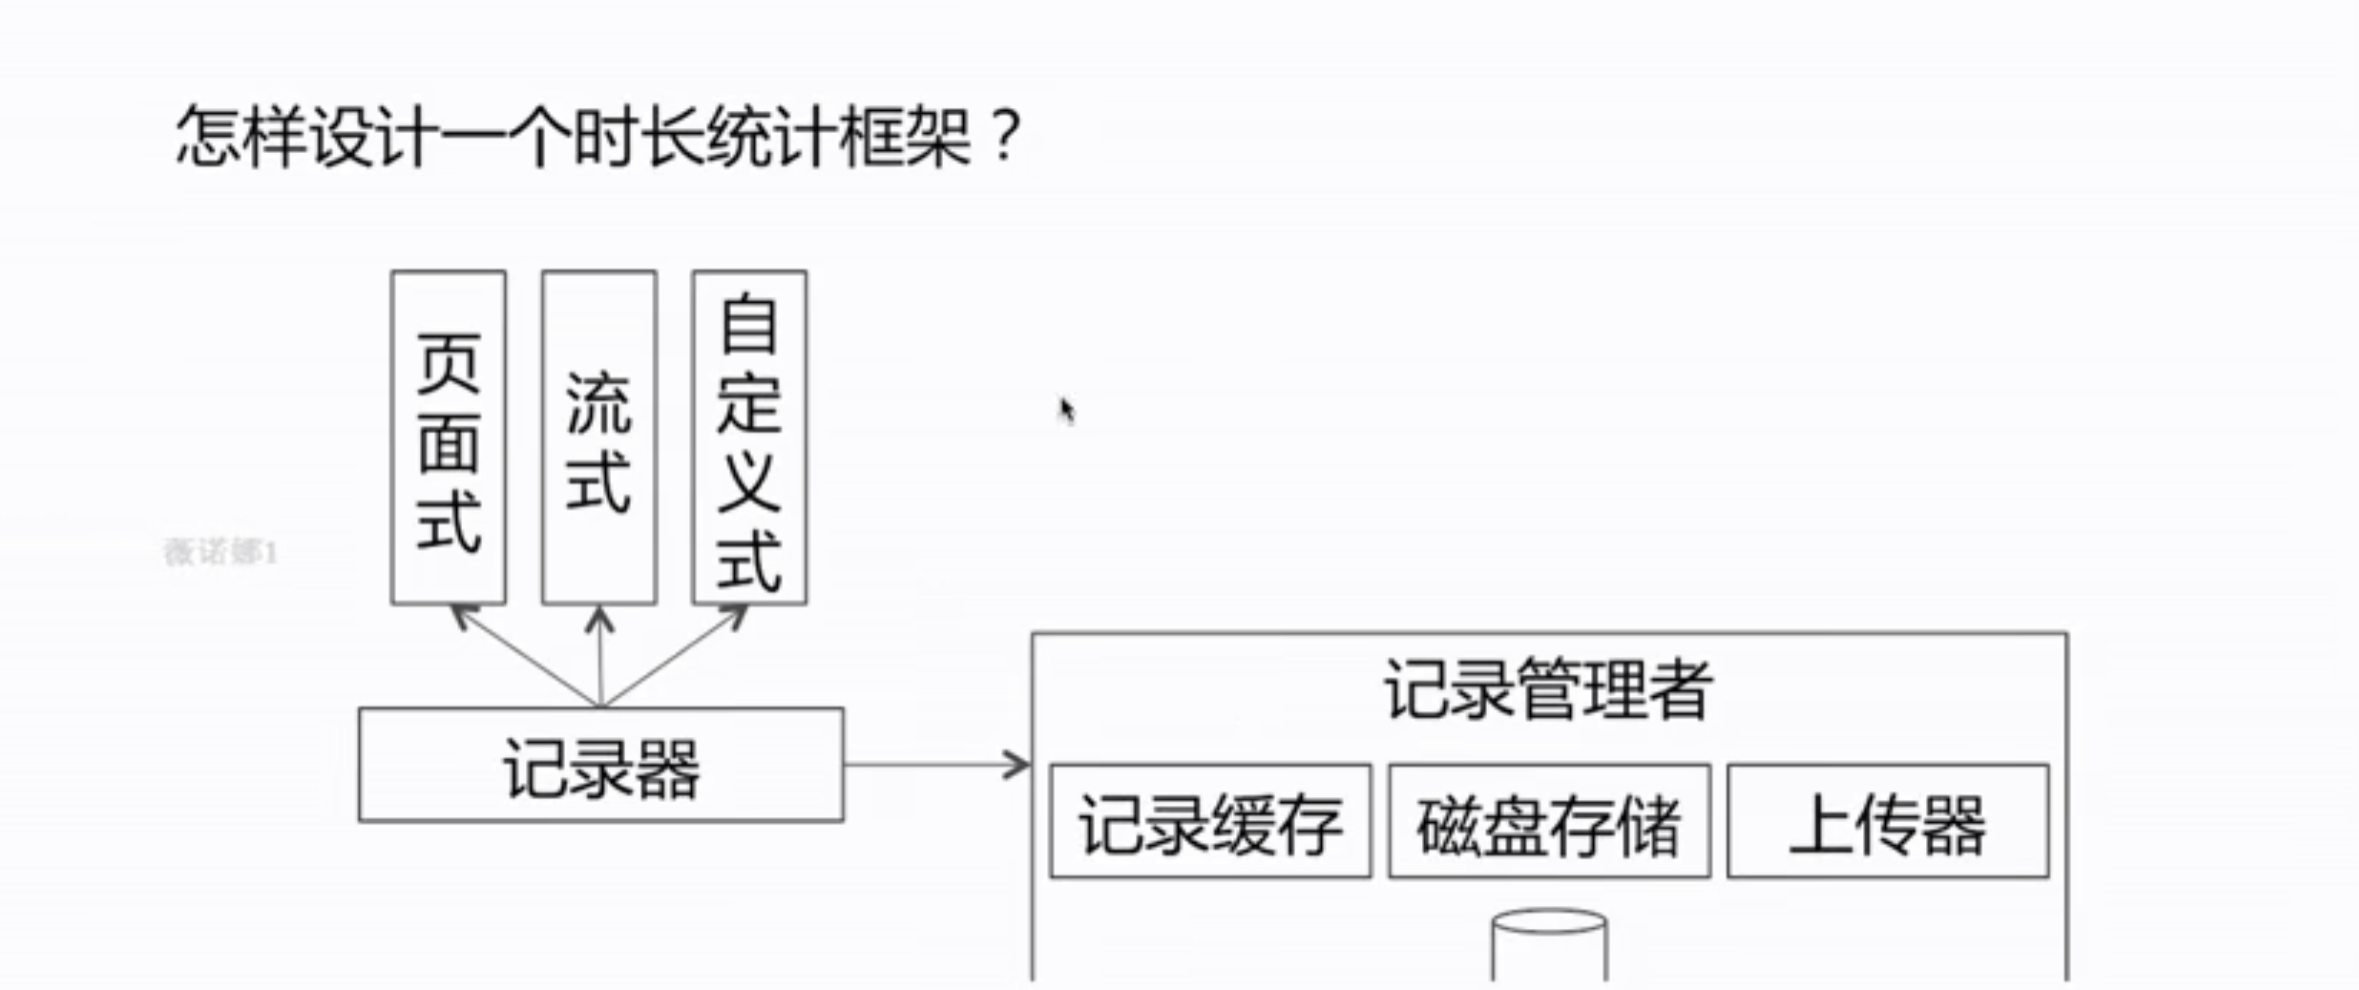 怎样设计一个时长统计框架？
页面式
流式
自定义式
薇诺娜1
记录器
记录管理者
记录缓存
磁盘存储
上传器